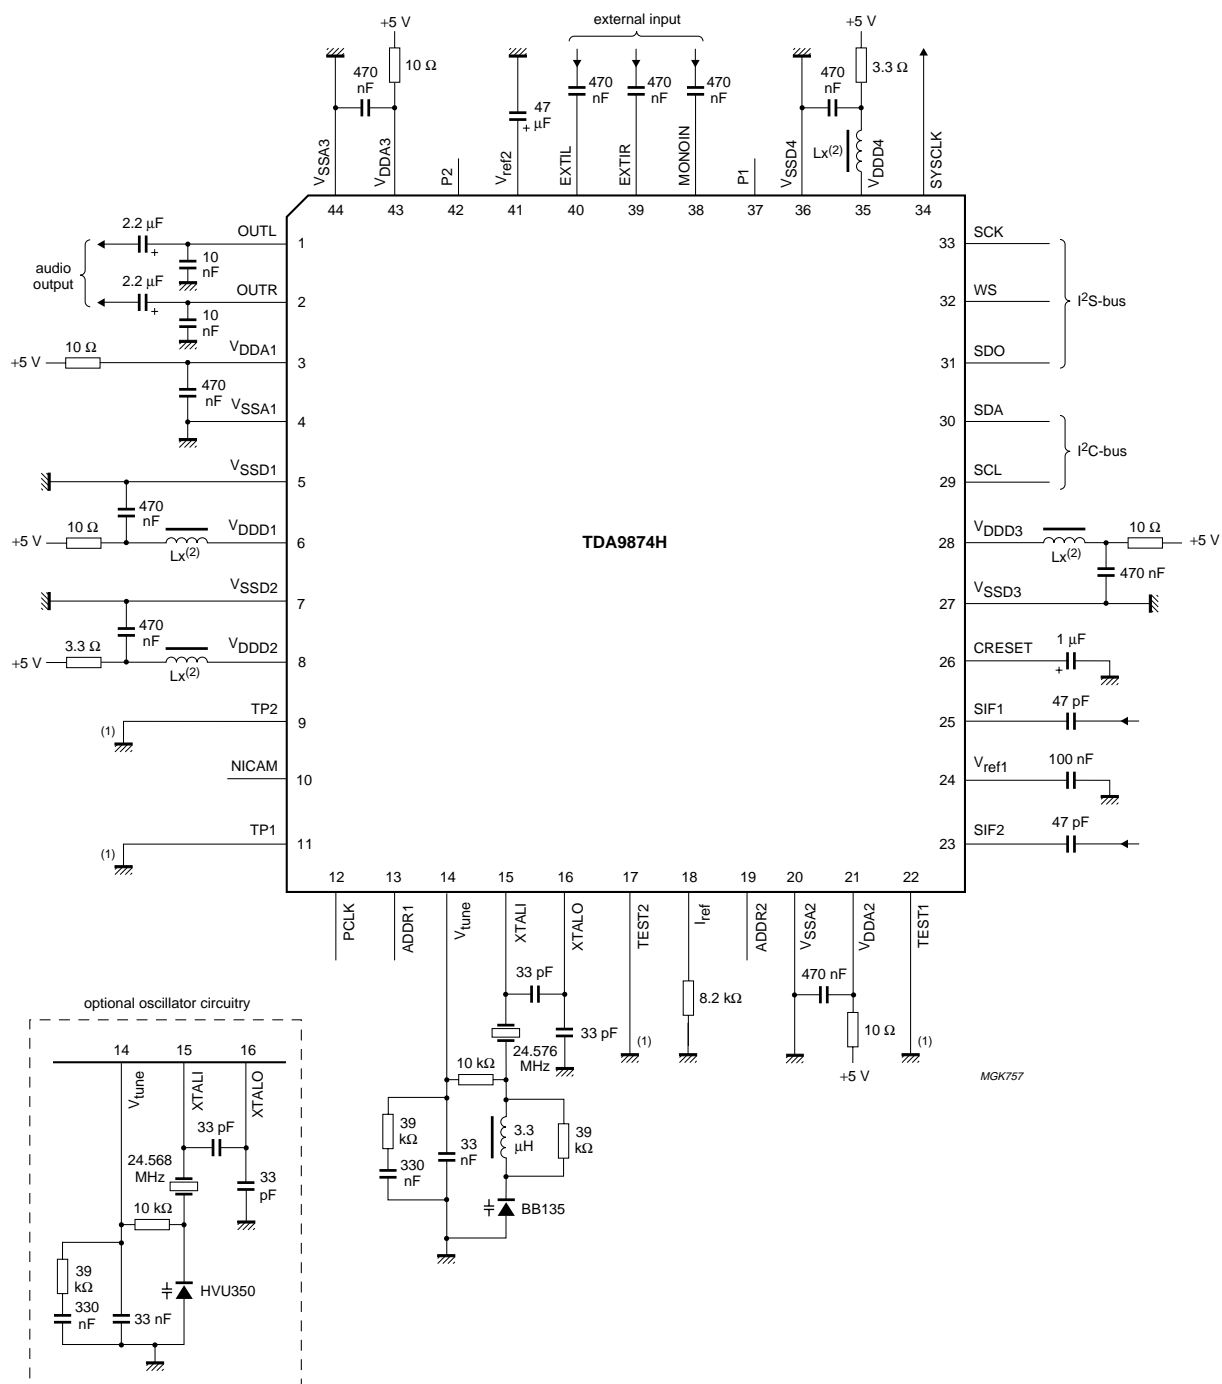 +5 V
external input
+5 V
470
nF
10 Ω
47
μF
+
470
nF
470
nF
470
nF
470
nF
3.3 Ω
Lx(2)
VSSA3
VDDA3
P2
Vref2
EXTIL
EXTIR
MONOIN
P1
VSSD4
VDDD4
SYSCLK
44
43
42
41
40
39
38
37
36
35
34
audio
output
2.2 μF
+
OUTL
1
10
nF
2.2 μF
+
OUTR
2
10
nF
+5 V
10 Ω
VDDA1
3
470
nF
VSSA1
4
VSSD1
5
470
nF
+5 V
10 Ω
Lx(2)
VDDD1
6
VSSD2
7
470
nF
+5 V
3.3 Ω
Lx(2)
VDDD2
8
(1)
TP2
9
NICAM
10
(1)
TP1
11
TDA9874H
33
SCK
32
WS
31
SDO
I2S-bus
30
SDA
29
SCL
I2C-bus
28
VDDD3
Lx(2)
10 Ω
+5 V
470 nF
27
VSSD3
26
CRESET
1 μF
+
25
SIF1
47 pF
24
Vref1
100 nF
23
SIF2
47 pF
12
13
14
15
16
17
18
19
20
21
22
PCLK
ADDR1
Vtune
XTALI
XTALO
TEST2
Iref
ADDR2
VSSA2
VDDA2
TEST1
33 pF
33 pF
24.576
MHz
10 kΩ
39
kΩ
330
nF
33
nF
3.3
μH
39
kΩ
BB135
(1)
8.2 kΩ
470 nF
10 Ω
+5 V
(1)
MGK757
optional oscillator circuitry
14
15
16
Vtune
XTALI
XTALO
33 pF
24.568
MHz
33
pF
10 kΩ
39
kΩ
330
nF
33 nF
HVU350